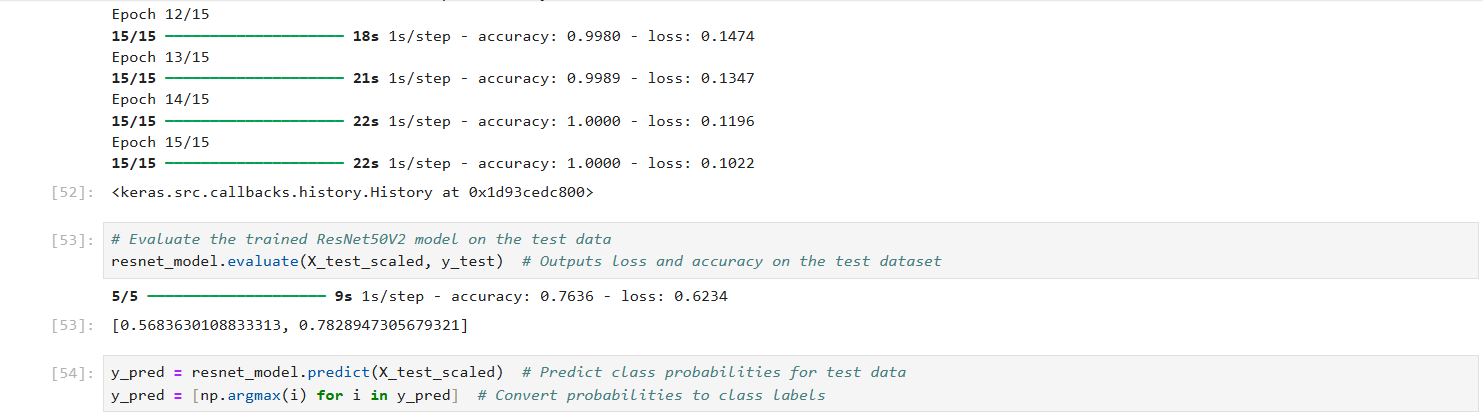 Epoch 12/15
15/15 ━━━━━━━━━━━━━━━━━━━━ 18s 1s/step - accuracy: 0.9980 - loss: 0.1474
Epoch 13/15
15/15 ━━━━━━━━━━━━━━━━━━━━ 21s 1s/step - accuracy: 0.9989 - loss: 0.1347
Epoch 14/15
15/15 ━━━━━━━━━━━━━━━━━━━━ 22s 1s/step - accuracy: 1.0000 - loss: 0.1196
Epoch 15/15
15/15 ━━━━━━━━━━━━━━━━━━━━ 22s 1s/step - accuracy: 1.0000 - loss: 0.1022
[52]: <keras.src.callbacks.history.History at 0x1d93cedc800>
[53]: # Evaluate the trained ResNet50V2 model on the test data
resnet_model.evaluate(X_test_scaled, y_test)  # Outputs loss and accuracy on the test dataset
5/5 ━━━━━━━━━━━━━━━━━━━━ 9s 1s/step - accuracy: 0.7636 - loss: 0.6234
[53]: [0.5683630108833313, 0.7828947305679321]
[54]: y_pred = resnet_model.predict(X_test_scaled)  # Predict class probabilities for test data
y_pred = [np.argmax(i) for i in y_pred]  # Convert probabilities to class labels